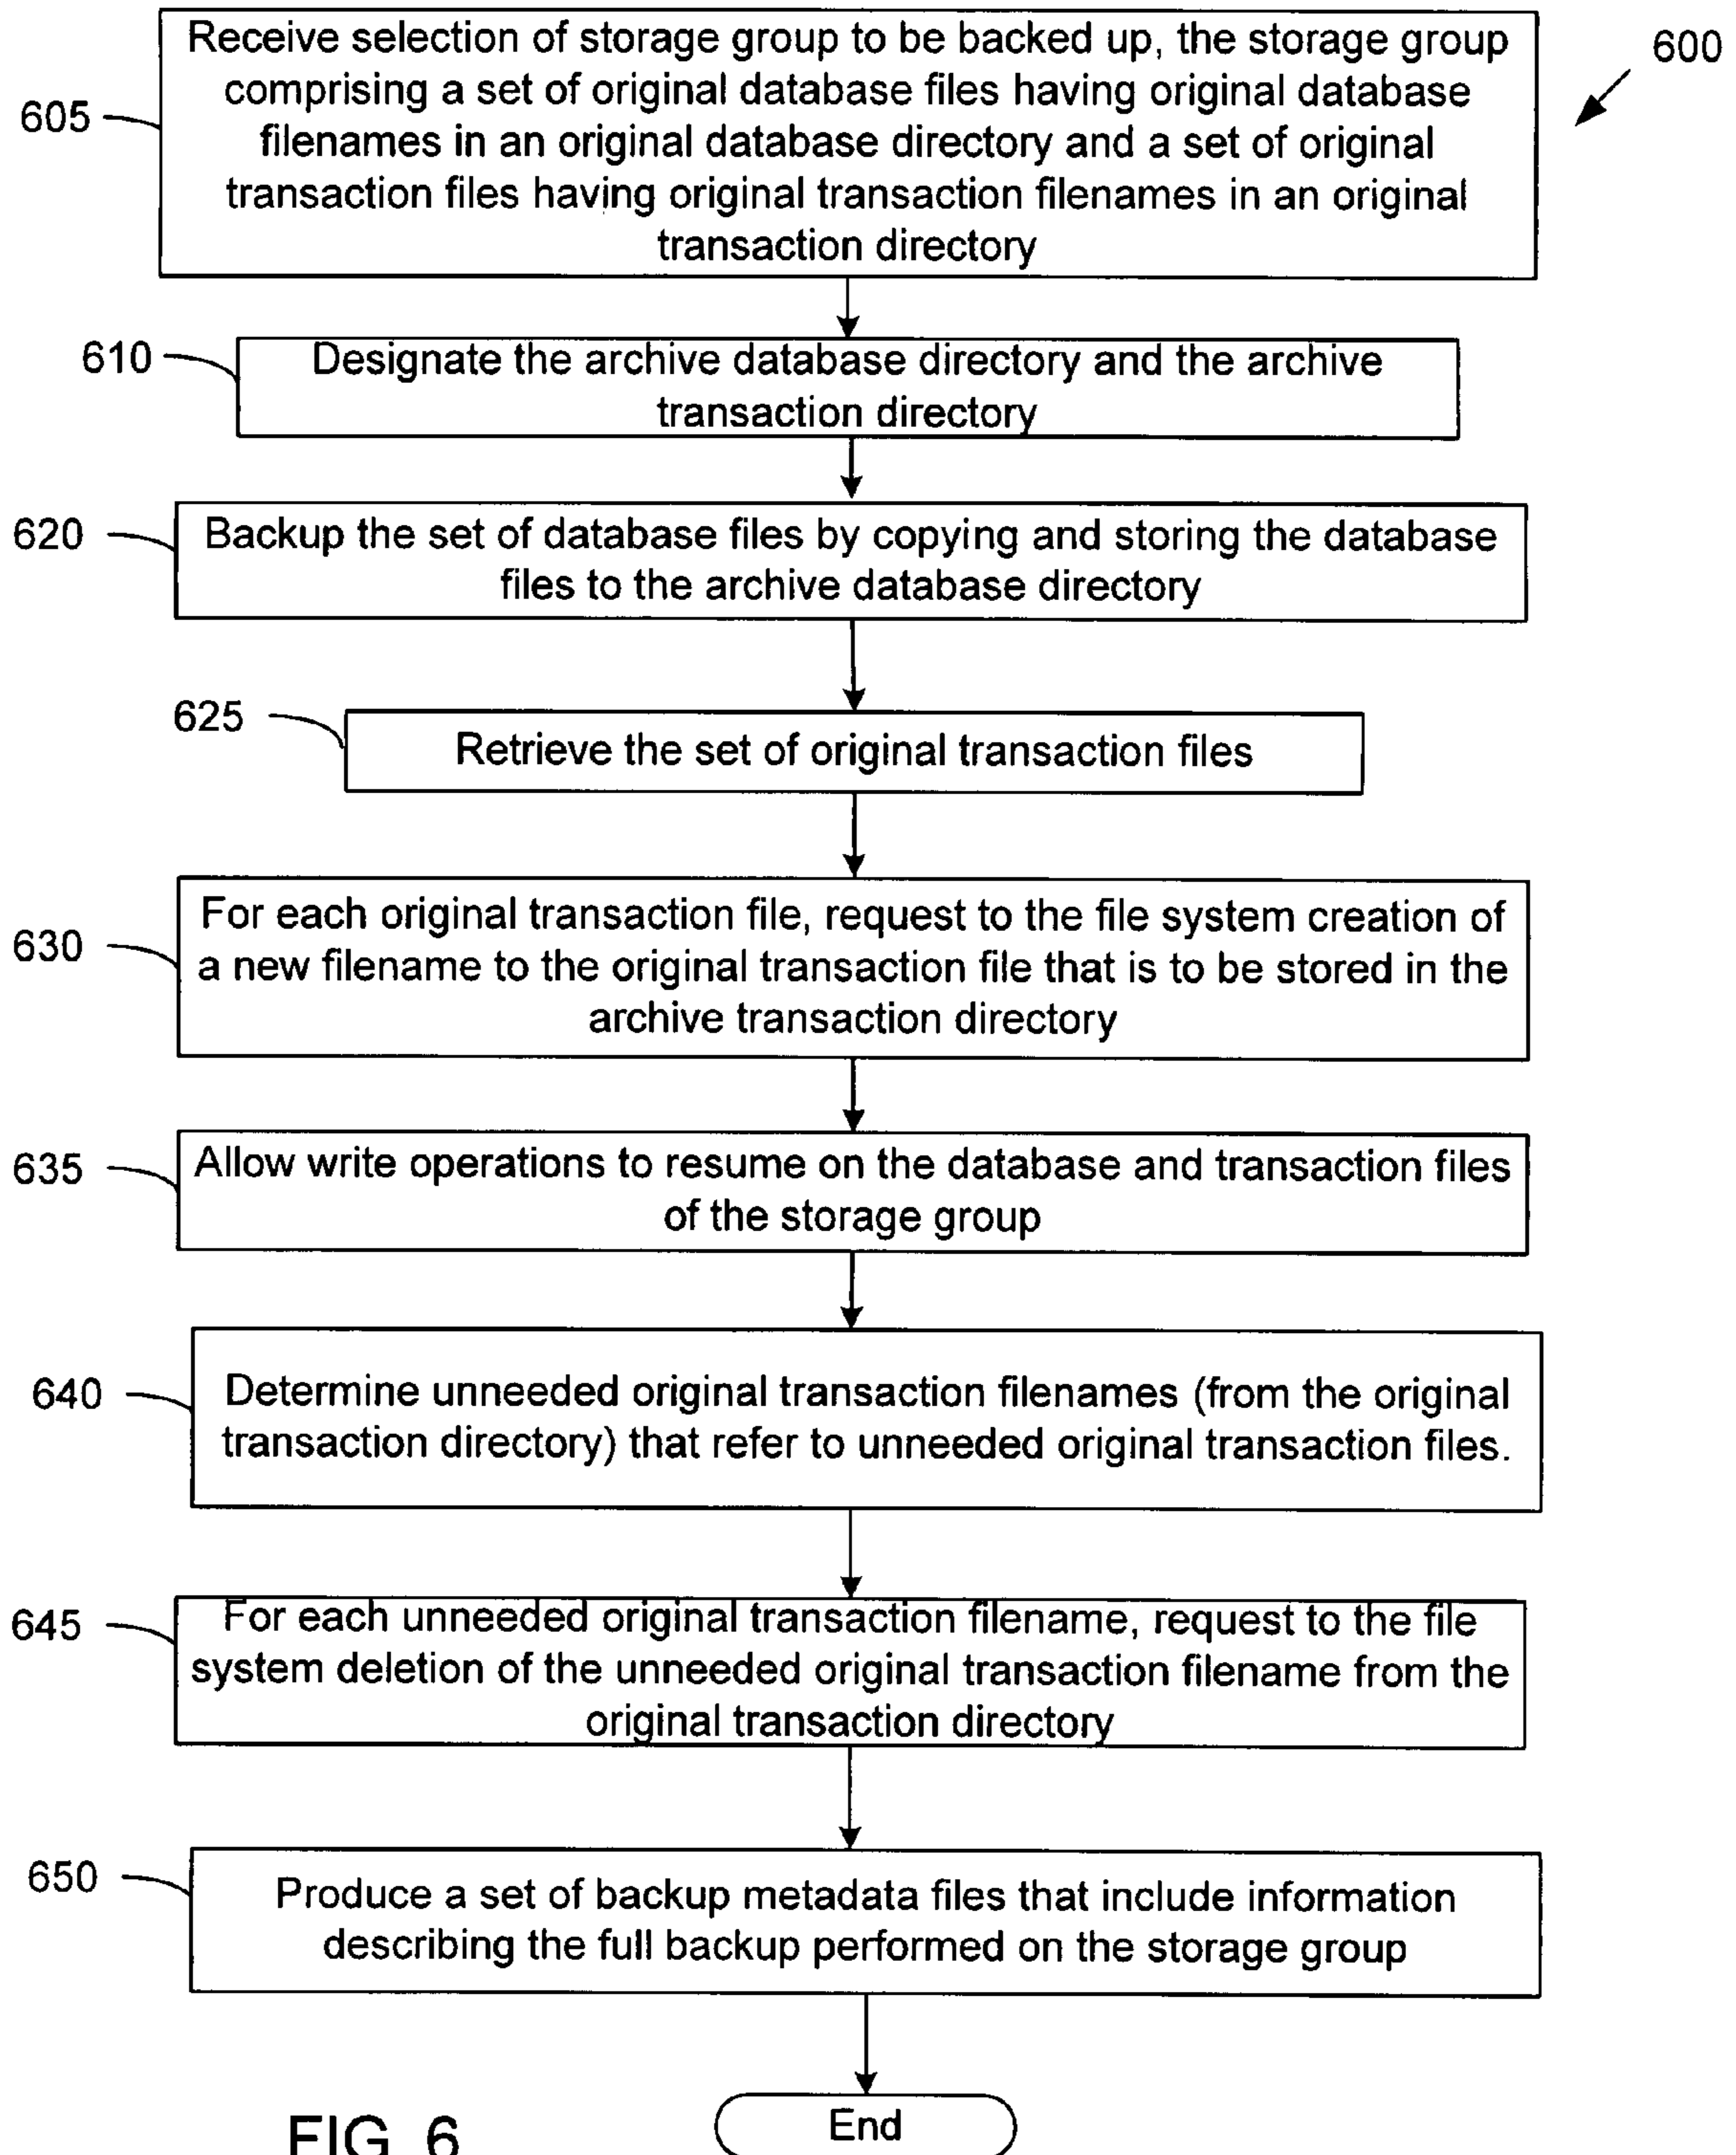 600
605
Receive selection of storage group to be backed up, the storage group
comprising a set of original database files having original database
filenames in an original database directory and a set of original
transaction files having original transaction filenames in an original
transaction directory
610
Designate the archive database directory and the archive
transaction directory
620
Backup the set of database files by copying and storing the database
files to the archive database directory
625
Retrieve the set of original transaction files
630
For each original transaction file, request to the file system creation of
a new filename to the original transaction file that is to be stored in the
archive transaction directory
635
Allow write operations to resume on the database and transaction files
of the storage group
640
Determine unneeded original transaction filenames (from the original
transaction directory) that refer to unneeded original transaction files.
645
For each unneeded original transaction filename, request to the file
system deletion of the unneeded original transaction filename from the
original transaction directory
650
Produce a set of backup metadata files that include information
describing the full backup performed on the storage group
End
FIG. 6